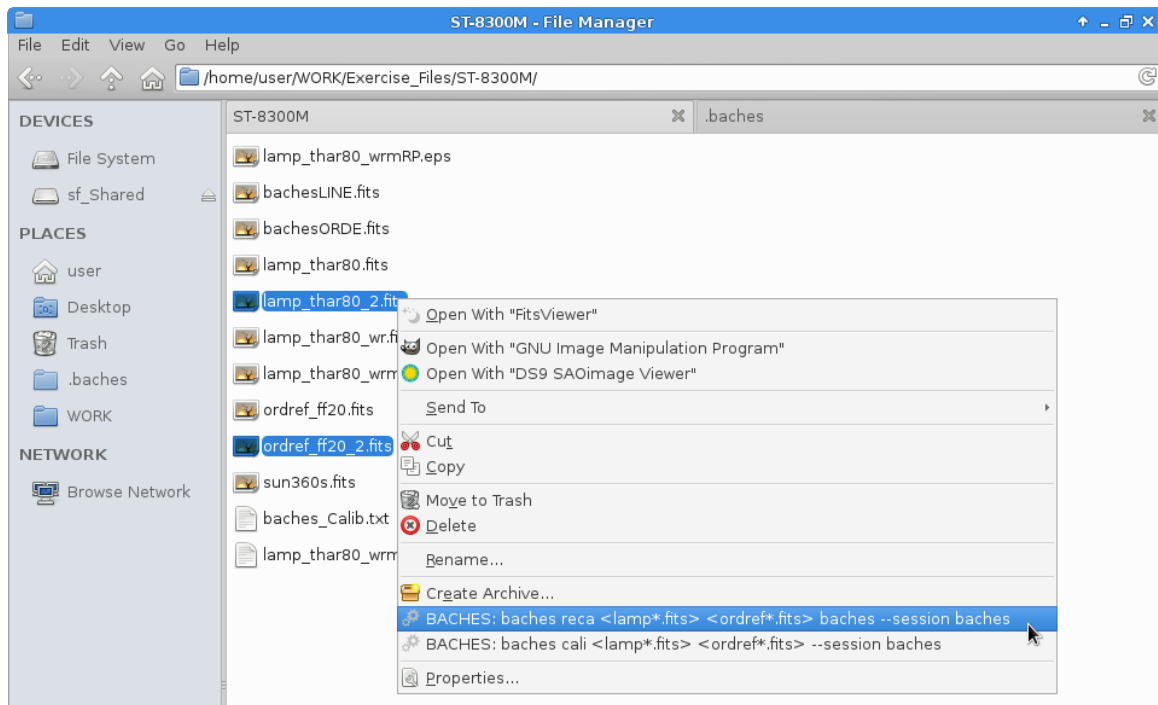 ST-8300M - File Manager
File Edit View Go Help
/home/user/WORK/Exercise_Files/ST-8300M/
DEVICES
File System
sf_Shared
PLACES
user
Desktop
Trash
.baches
WORK
NETWORK
Browse Network
ST-8300M
.baches
lamp_thar80_wrmRP.eps
bachesLINE.fits
bachesORDE.fits
lamp_thar80.fits
lamp_thar80_2.fit
lamp_thar80_wr.fi
lamp_thar80_wrm
ordref_ff20.fits
ordref_ff20_2.fits
sun360s.fits
baches_Calib.txt
lamp_thar80_wrm
Open With "FitsViewer"
Open With "GNU Image Manipulation Program"
Open With "DS9 SAOimage Viewer"
Send To
Cut
Copy
Move to Trash
Delete
Rename...
Create Archive...
BACHES: baches reca <lamp*.fits> <ordref*.fits> baches --session baches
BACHES: baches cali <lamp*.fits> <ordref*.fits> --session baches
Properties...